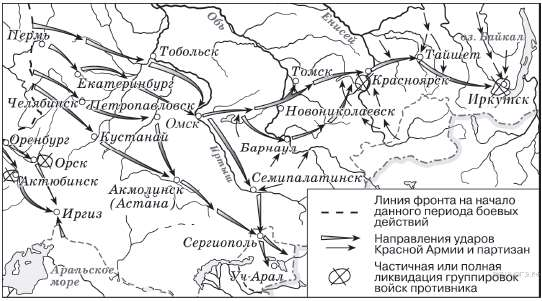 Пермь
Обь
Енисей
оз. Байкал
Тобольск
Тайшет
Екатеринбург
Томск
Красноярск
Челябинск
Петропавловск
Омск
Новониколаевск
Иркутск
Кустанай
Барнаул
Оренбург
Орск
Иртыш
Актюбинск
Акмолинск
(Астана)
Семипалатинск
Иргиз
Сергиополь
Аральское
море
Уч-Арал
Линия фронта на начало
данного периода боевых
действий
Направления ударов
Красной Армии и партизан
Частичная или полная
ликвидация группировок
войск противника